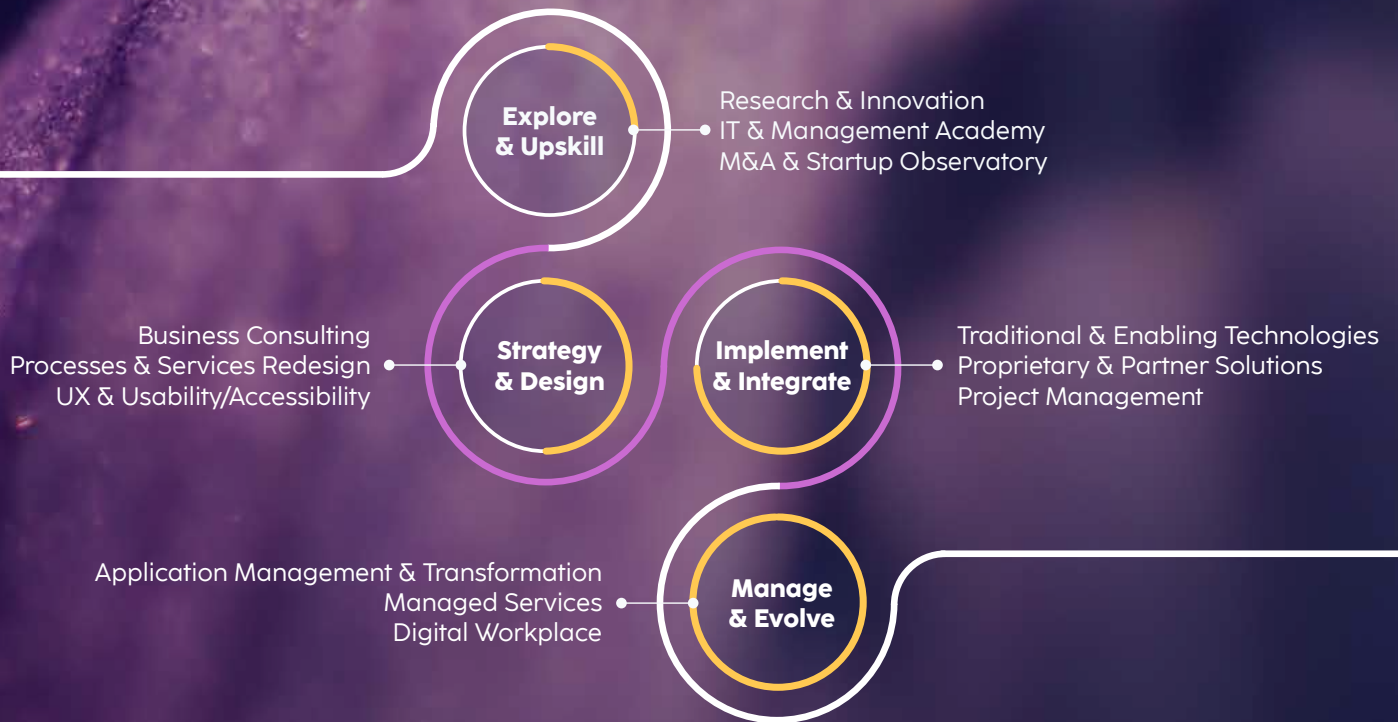 Explore
& Upskill
Research & Innovation
IT & Management Academy
M&A & Startup Observatory
Business Consulting
Processes & Services Redesign
UX & Usability/Accessibility
Strategy
& Design
Implement
& Integrate
Traditional & Enabling Technologies
Proprietary & Partner Solutions
Project Management
Application Management & Transformation
Managed Services
Digital Workplace
Manage
& Evolve